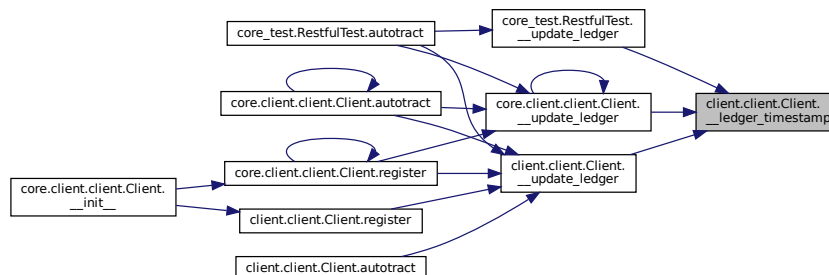 core_test.RestfulTest.
__update_ledger
core_test.RestfulTest.autotract
core.client.client.Client.autotract
core.client.client.Client.
__update_ledger
client.client.Client.
__ledger_timestamp
core.client.client.Client.register
client.client.Client.
__update_ledger
core.client.client.Client.
__init__
client.client.Client.register
client.client.Client.autotract